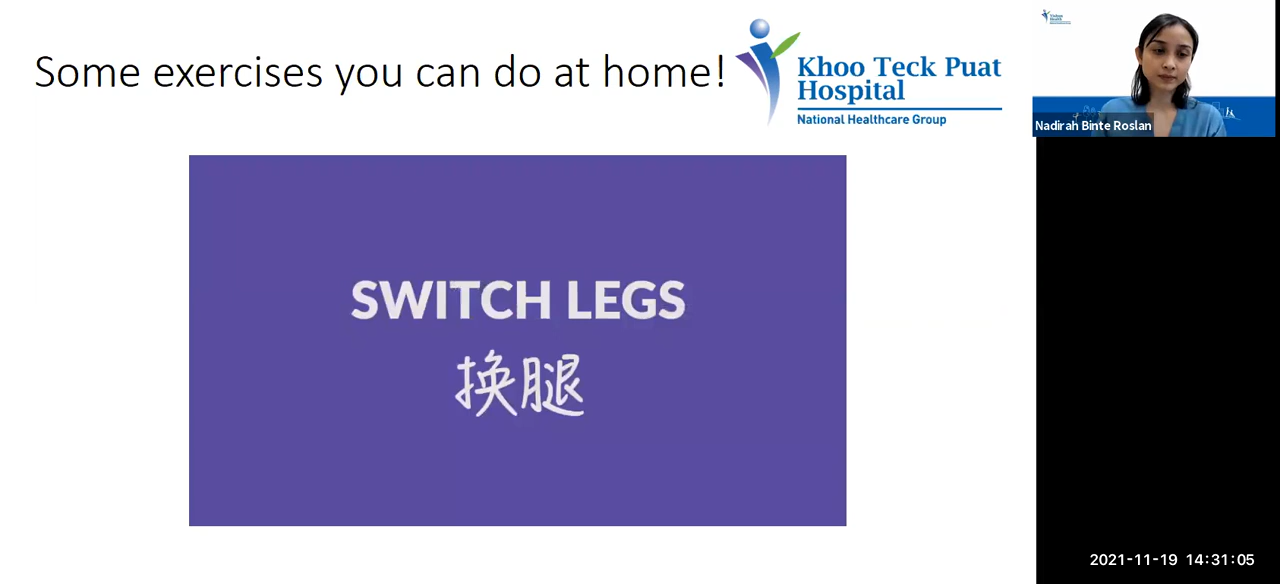 Some exercises you can do at home!
Khoo Teck Puat
Hospital
National Healthcare Group
Nadirah Binte Roslan
SWITCH LEGS
换腿
2021-11-19 14:31:05